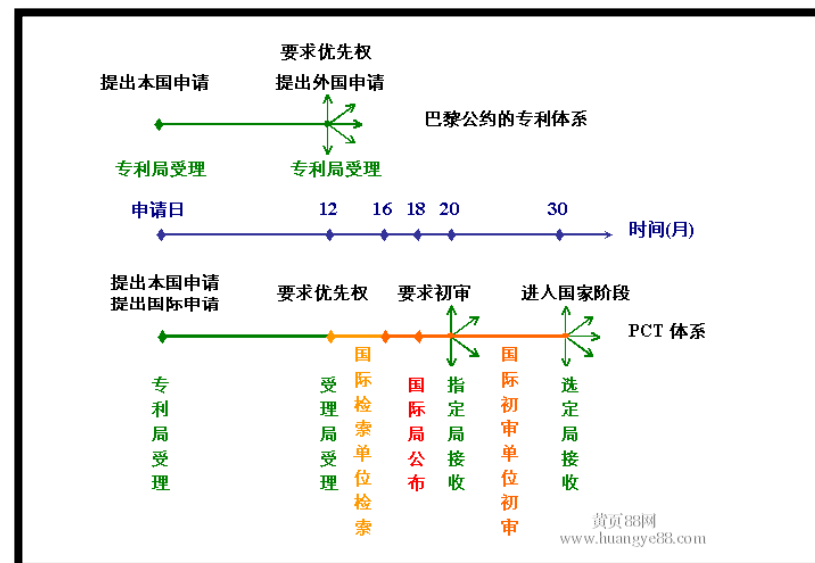 要求优先权
提出本国申请
提出外国申请
巴黎公约的专利体系
专利局受理
专利局受理
申请日
12
16
18
20
30
时间(月)
提出本国申请
提出国际申请
要求优先权
要求初审
进人国家阶段
PCT 体系
专利局受理
受理局受理
国际检索单位检索
国际局公布
指定局接收
国际初审单位初审
选定局接收
黄页88网
www.huangye88.com